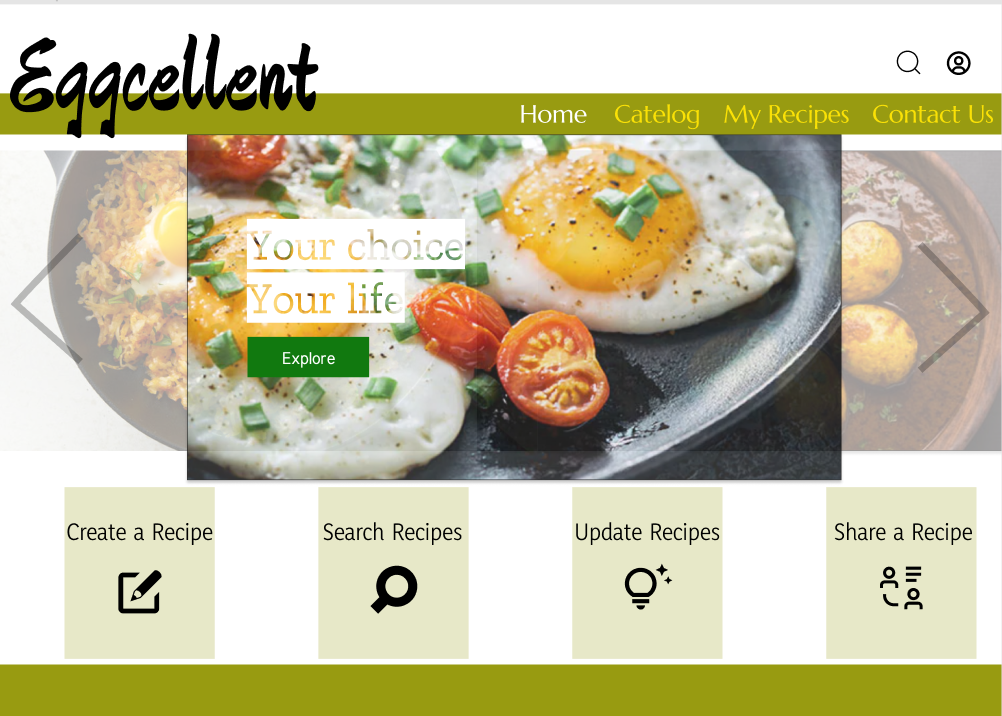 Eggcellent
Home Catelog My Recipes Contact Us
Your choice
Your life
Explore
Create a Recipe
Search Recipes
Update Recipes
Share a Recipe